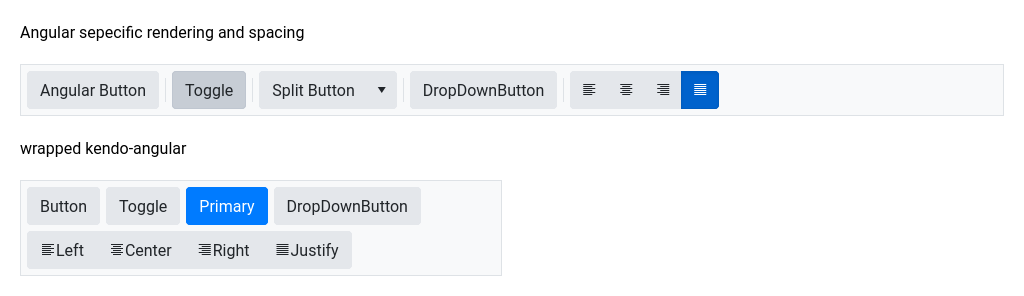 Angular sepecific rendering and spacing
Angular Button Toggle Split Button DropDownButton
wrapped kendo-angular
Button Toggle Primary DropDownButton
Left Center Right Justify